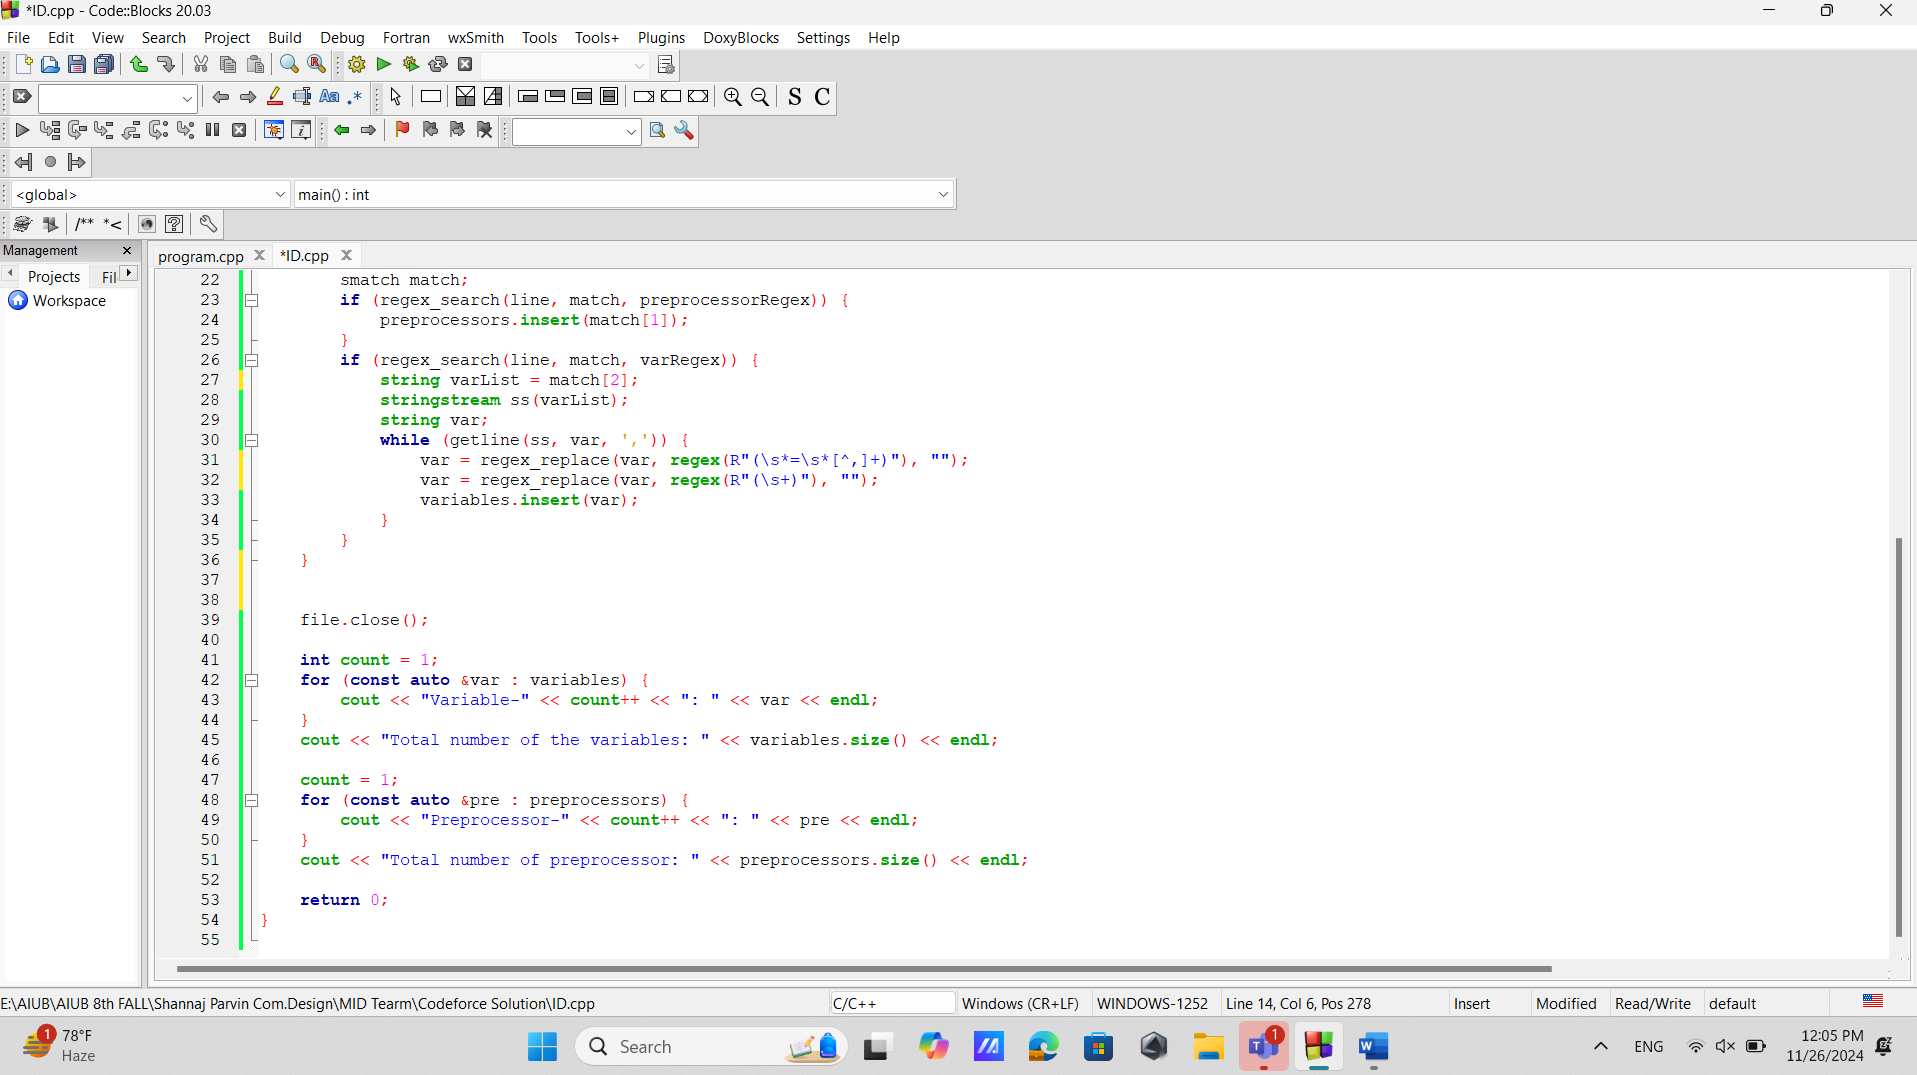 *ID.cpp - Code::Blocks 20.03
File Edit View Search Project Build Debug Fortran wxSmith Tools Tools+ Plugins DoxyBlocks Settings Help
Aa .*
S C
<global> main() : int
/** *<
Management
program.cpp *ID.cpp
Projects Fil
Workspace
22 smatch match;
23 if (regex_search(line, match, preprocessorRegex)) {
24 preprocessors.insert(match[1]);
25 }
26 if (regex_search(line, match, varRegex)) {
27 string varList = match[2];
28 stringstream ss(varList);
29 string var;
30 while (getline(ss, var, ',')) {
31 var = regex_replace(var, regex(R"(\s*=\s*[^,]+)"), "");
32 var = regex_replace(var, regex(R"(\s+)"), "");
33 variables.insert(var);
34 }
35 }
36 }
37
38
39 file.close();
40
41 int count = 1;
42 for (const auto &var : variables) {
43 cout << "Variable-" << count++ << ": " << var << endl;
44 }
45 cout << "Total number of the variables: " << variables.size() << endl;
46
47 count = 1;
48 for (const auto &pre : preprocessors) {
49 cout << "Preprocessor-" << count++ << ": " << pre << endl;
50 }
51 cout << "Total number of preprocessor: " << preprocessors.size() << endl;
52
53 return 0;
54 }
55
E:\AIUB\AIUB 8th FALL\Shannaj Parvin Com.Design\MID Tearm\Codeforce Solution\ID.cpp C/C++ Windows (CR+LF) WINDOWS-1252 Line 14, Col 6, Pos 278 Insert Modified Read/Write default
1 78°F
Haze
Search
1
ENG
12:05 PM
11/26/2024